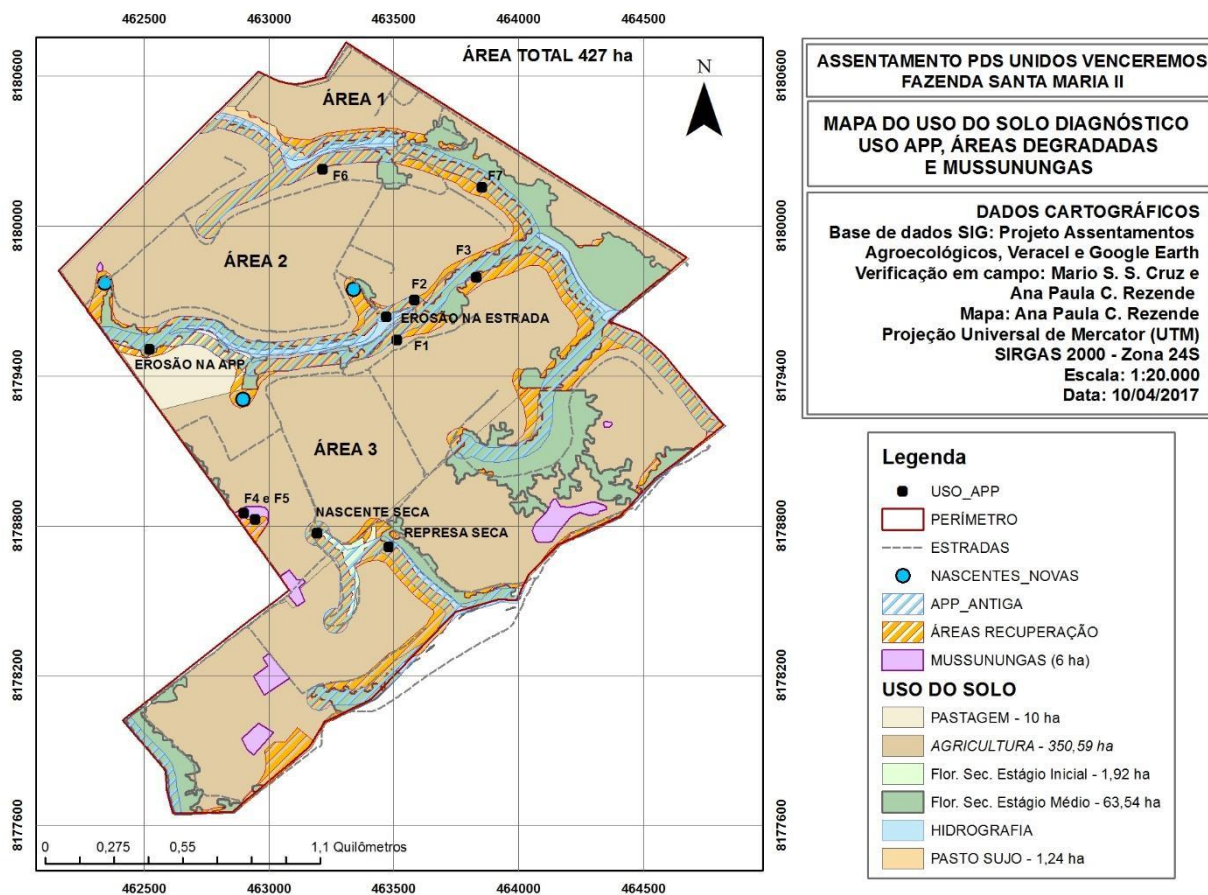 462500 463000 463500 464000 464500
ÁREA TOTAL 427 ha
N
8180600
8180000
8179400
8178800
8178200
8177600
8180600
8180000
8179400
8178800
8178200
8177600
ÁREA 1
F6
F7
ÁREA 2
F3
F2
EROSÃO NA ESTRADA
F1
EROSÃO NA APP
ÁREA 3
F4 e F5
NASCENTE SECA
REPRESA SECA
0 0,275 0,55 1,1 Quilômetros
462500 463000 463500 464000 464500
ASSENTAMENTO PDS UNIDOS VENCEREMOS
FAZENDA SANTA MARIA II
MAPA DO USO DO SOLO DIAGNÓSTICO
USO APP, ÁREAS DEGRADADAS
E MUSSUNUNGAS
DADOS CARTOGRÁFICOS
Base de dados SIG: Projeto Assentamentos
Agroecológicos, Veracel e Google Earth
Verificação em campo: Mario S. S. Cruz e
Ana Paula C. Rezende
Mapa: Ana Paula C. Rezende
Projeção Universal de Mercator (UTM)
SIRGAS 2000 - Zona 24S
Escala: 1:20.000
Data: 10/04/2017
Legenda
USO_APP
PERÍMETRO
ESTRADAS
NASCENTES_NOVAS
APP_ANTIGA
ÁREAS RECUPERAÇÃO
MUSSUNUNGAS (6 ha)
USO DO SOLO
PASTAGEM - 10 ha
AGRICULTURA - 350,59 ha
Flor. Sec. Estágio Inicial - 1,92 ha
Flor. Sec. Estágio Médio - 63,54 ha
HIDROGRAFIA
PASTO SUJO - 1,24 ha